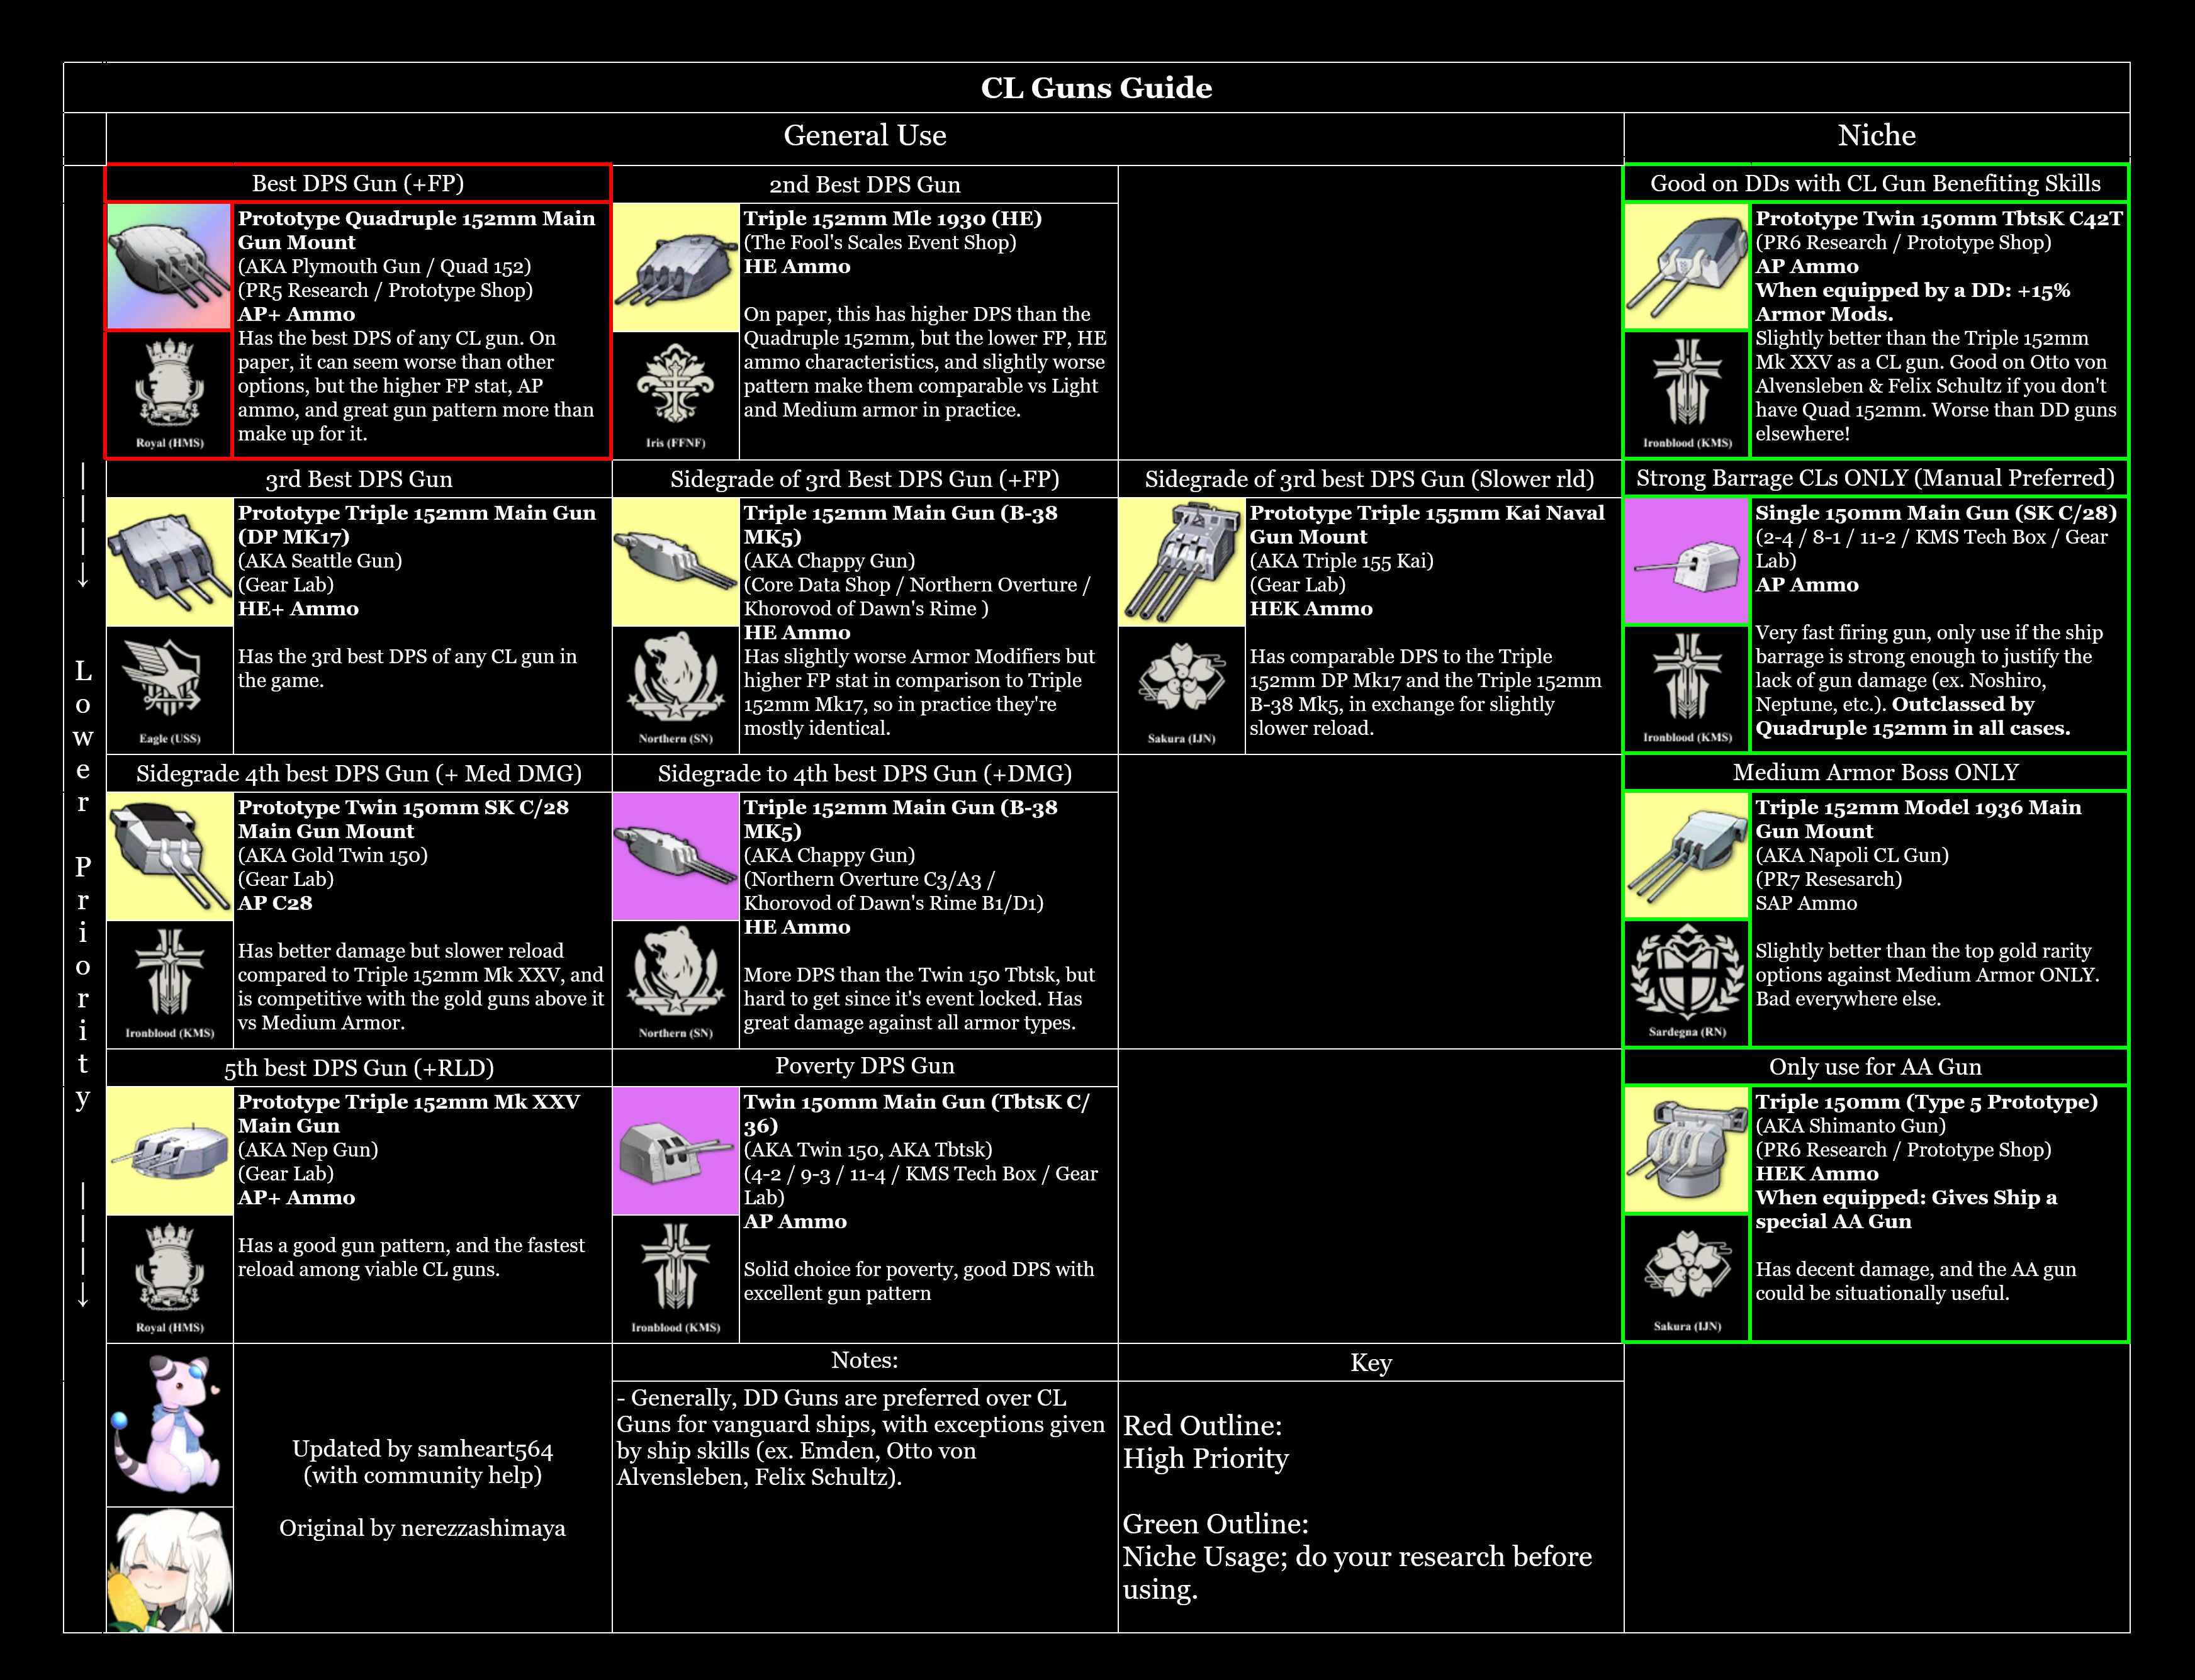 CL Guns Guide
General Use
Niche
Best DPS Gun (+FP)
Prototype Quadruple 152mm Main
Gun Mount
(AKA Plymouth Gun / Quad 152)
(PR5 Research / Prototype Shop)
AP+ Ammo
Has the best DPS of any CL gun. On
paper, it can seem worse than other
options, but the higher FP stat, AP
ammo, and great gun pattern more than
make up for it.
Royal (HMS)
2nd Best DPS Gun
Triple 152mm Mle 1930 (HE)
(The Fool's Scales Event Shop)
HE Ammo
On paper, this has higher DPS than the
Quadruple 152mm, but the lower FP, HE
ammo characteristics, and slightly worse
pattern make them comparable vs Light
and Medium armor in practice.
Iris (FFNF)
Good on DDs with CL Gun Benefiting Skills
Prototype Twin 150mm TbtsK C42T
(PR6 Research / Prototype Shop)
AP Ammo
When equipped by a DD: +15%
Armor Mods.
Slightly better than the Triple 152mm
Mk XXV as a CL gun. Good on Otto von
Alvensleben & Felix Schultz if you don't
have Quad 152mm. Worse than DD guns
elsewhere!
Ironblood (KMS)
Lower Priority
3rd Best DPS Gun
Prototype Triple 152mm Main Gun
(DP MK17)
(AKA Seattle Gun)
(Gear Lab)
HE+ Ammo
Has the 3rd best DPS of any CL gun in
the game.
Eagle (USS)
Sidegrade of 3rd Best DPS Gun (+FP)
Triple 152mm Main Gun (B-38
MK5)
(AKA Chappy Gun)
(Core Data Shop / Northern Overture /
Khorovod of Dawn's Rime )
HE Ammo
Has slightly worse Armor Modifiers but
higher FP stat in comparison to Triple
152mm Mk17, so in practice they're
mostly identical.
Northern (SN)
Sidegrade of 3rd best DPS Gun (Slower rld)
Prototype Triple 155mm Kai Naval
Gun Mount
(AKA Triple 155 Kai)
(Gear Lab)
HEK Ammo
Has comparable DPS to the Triple
152mm DP Mk17 and the Triple 152mm
B-38 Mk5, in exchange for slightly
slower reload.
Sakura (IJN)
Strong Barrage CLs ONLY (Manual Preferred)
Single 150mm Main Gun (SK C/28)
(2-4 / 8-1 / 11-2 / KMS Tech Box / Gear
Lab)
AP Ammo
Very fast firing gun, only use if the ship
barrage is strong enough to justify the
lack of gun damage (ex. Noshiro,
Neptune, etc.). Outclassed by
Quadruple 152mm in all cases.
Ironblood (KMS)
Sidegrade 4th best DPS Gun (+ Med DMG)
Prototype Twin 150mm SK C/28
Main Gun Mount
(AKA Gold Twin 150)
(Gear Lab)
AP C28
Has better damage but slower reload
compared to Triple 152mm Mk XXV, and
is competitive with the gold guns above it
vs Medium Armor.
Ironblood (KMS)
Sidegrade to 4th best DPS Gun (+DMG)
Triple 152mm Main Gun (B-38
MK5)
(AKA Chappy Gun)
(Northern Overture C3/A3 /
Khorovod of Dawn's Rime B1/D1)
HE Ammo
More DPS than the Twin 150 Tbtsk, but
hard to get since it's event locked. Has
great damage against all armor types.
Northern (SN)
Medium Armor Boss ONLY
Triple 152mm Model 1936 Main
Gun Mount
(AKA Napoli CL Gun)
(PR7 Resesarch)
SAP Ammo
Slightly better than the top gold rarity
options against Medium Armor ONLY.
Bad everywhere else.
Sardegna (RN)
5th best DPS Gun (+RLD)
Prototype Triple 152mm Mk XXV
Main Gun
(AKA Nep Gun)
(Gear Lab)
AP+ Ammo
Has a good gun pattern, and the fastest
reload among viable CL guns.
Royal (HMS)
Poverty DPS Gun
Twin 150mm Main Gun (TbtsK C/
36)
(AKA Twin 150, AKA Tbtsk)
(4-2 / 9-3 / 11-4 / KMS Tech Box / Gear
Lab)
AP Ammo
Solid choice for poverty, good DPS with
excellent gun pattern
Ironblood (KMS)
Only use for AA Gun
Triple 150mm (Type 5 Prototype)
(AKA Shimanto Gun)
(PR6 Research / Prototype Shop)
HEK Ammo
When equipped: Gives Ship a
special AA Gun
Has decent damage, and the AA gun
could be situationally useful.
Sakura (IJN)
Updated by samheart564
(with community help)
Original by nerezzashimaya
Notes:
- Generally, DD Guns are preferred over CL
Guns for vanguard ships, with exceptions given
by ship skills (ex. Emden, Otto von
Alvensleben, Felix Schultz).
Key
Red Outline:
High Priority
Green Outline:
Niche Usage; do your research before
using.